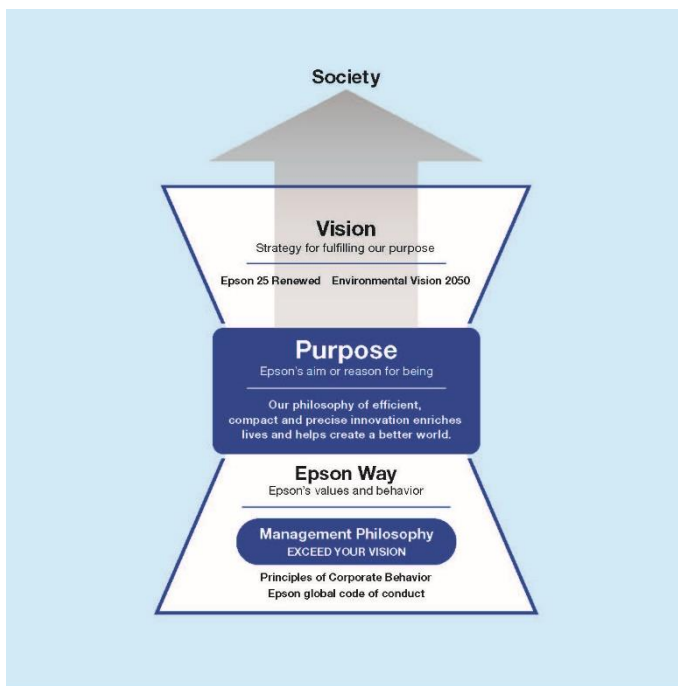 Society
Vision
Strategy for fulfilling our purpose
Epson 25 Renewed Environmental Vision 2050
Purpose
Epson's aim or reason for being
Our philosophy of efficient,
compact and precise innovation enriches
lives and helps create a better world.
Epson Way
Epson's values and behavior
Management Philosophy
EXCEED YOUR VISION
Principles of Corporate Behavior
Epson global code of conduct